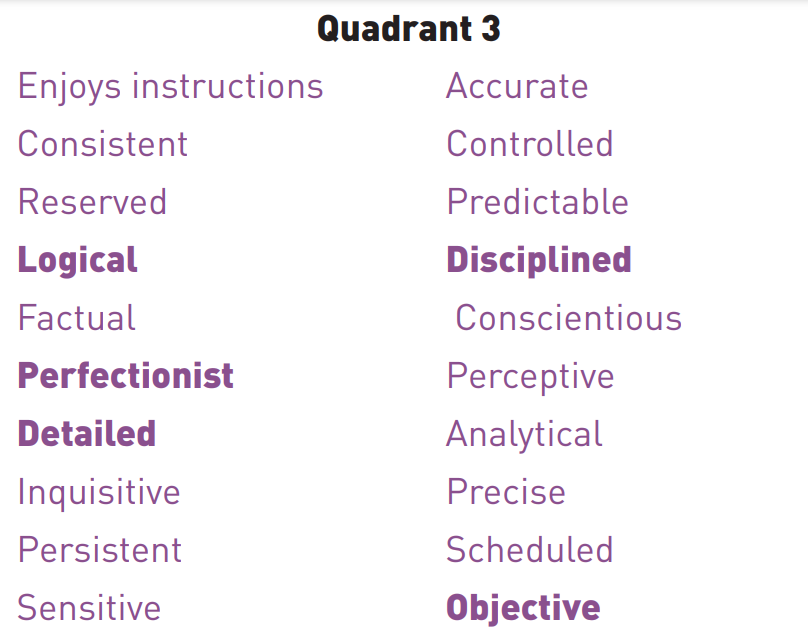 Quadrant 3
Enjoys instructions
Consistent
Reserved
Logical
Factual
Perfectionist
Detailed
Inquisitive
Persistent
Sensitive
Accurate
Controlled
Predictable
Disciplined
Conscientious
Perceptive
Analytical
Precise
Scheduled
Objective